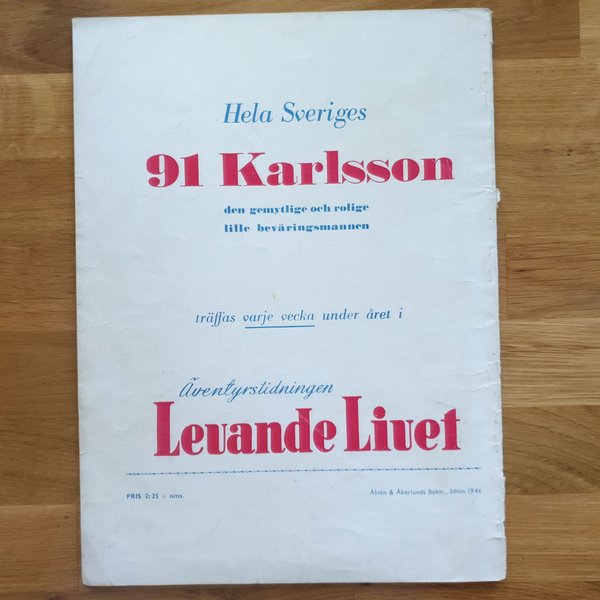 Hela Sveriges
91 Karlsson
den gemytlige och rolige
lille beväringsmannen
träffas varje vecka under året i
Äventyrstidningen
Levande Livet
PRIS 2:25 + oms.
Åhlén & Åkerlunds Boktr., Sthlm 1946